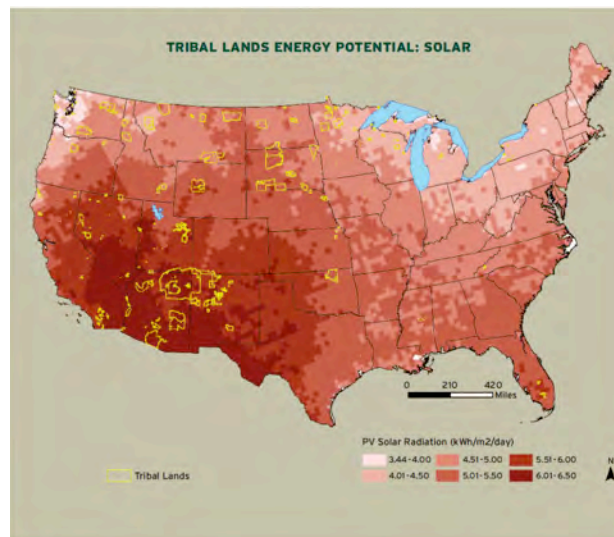 TRIBAL LANDS ENERGY POTENTIAL: SOLAR
0 210 420
Miles
PV Solar Radiation (kWh/m2/day)
3.44-4.00 4.51-5.00 5.51-6.00
Tribal Lands 4.01-4.50 5.01-5.50 6.01-6.50
N